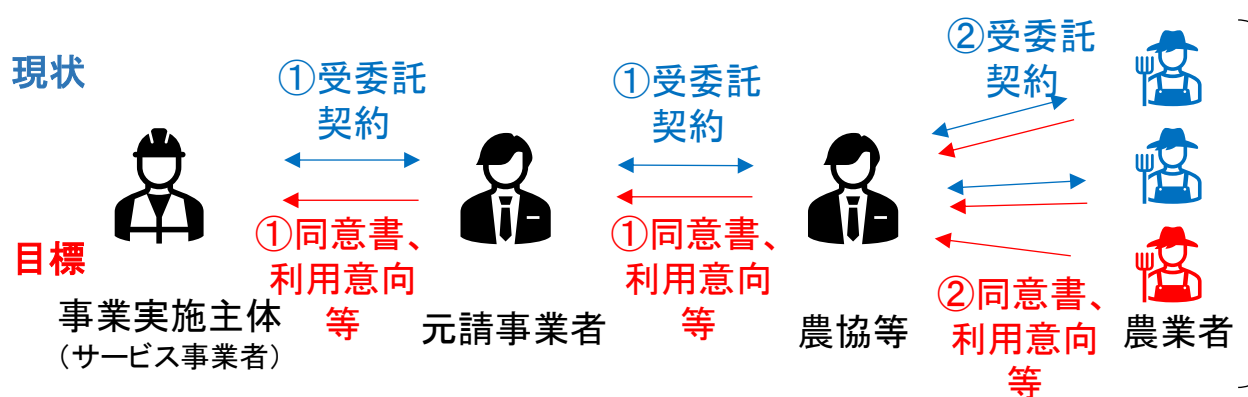 現状
①受委託
契約
①受委託
契約
②受委託
契約
目標
①同意書、
利用意向
等
①同意書、
利用意向
等
②同意書、
利用意向
等
事業実施主体
（サービス事業者）
元請事業者
農協等
農業者